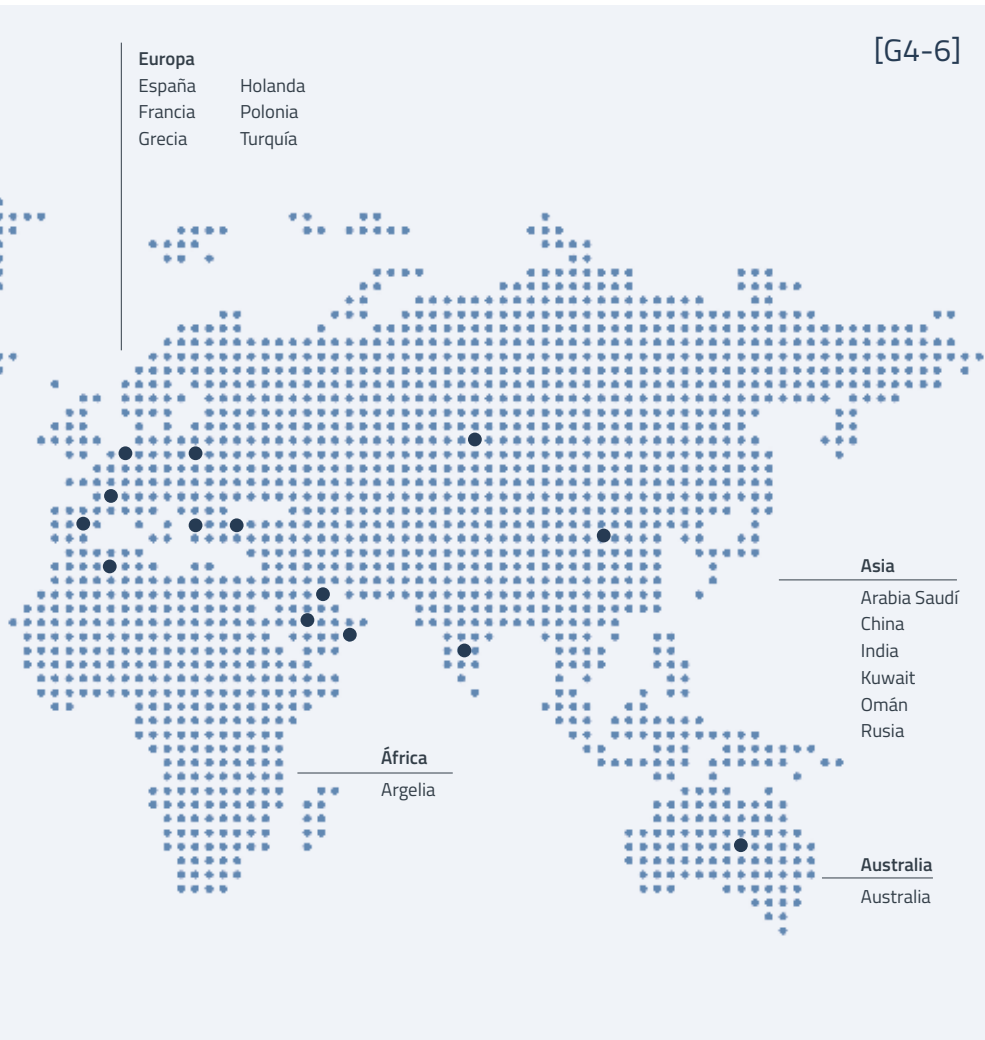 [G4-6]
Europa
España Holanda
Francia Polonia
Grecia Turquía
Asia
Arabia Saudí
China
India
Kuwait
Omán
Rusia
África
Argelia
Australia
Australia